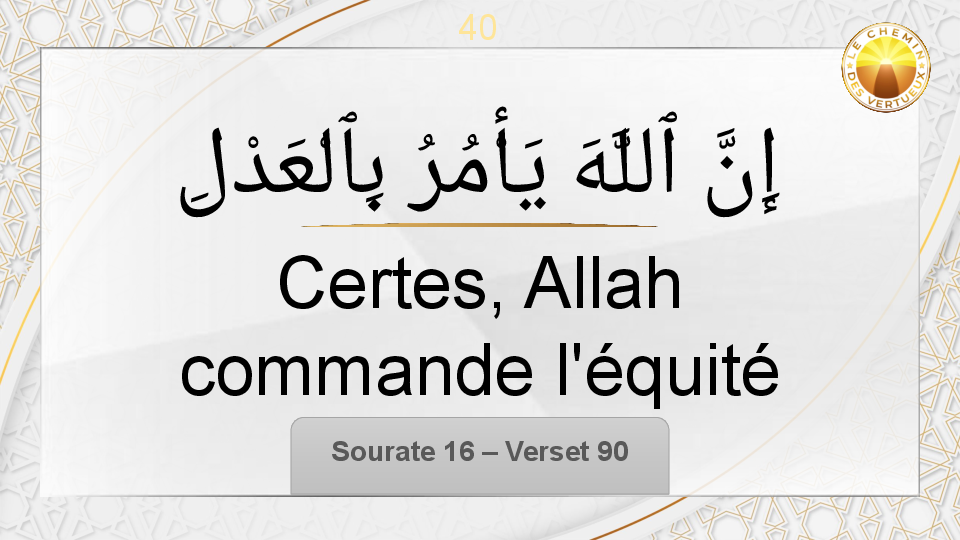 40
LE CHEMIN
DES VERTUEUX
إِنَّ ٱللَّهَ يَأۡمُرُ بِٱلۡعَدۡلِ
Certes, Allah
commande l'équité
Sourate 16 – Verset 90